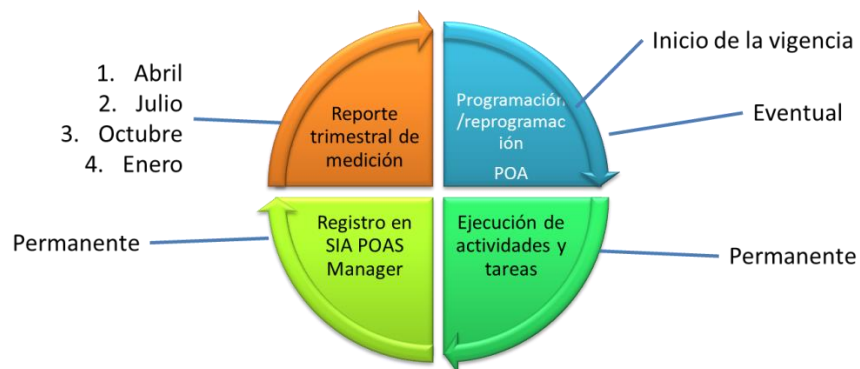 1. Abril
2. Julio
3. Octubre
4. Enero
Reporte
trimestral de
medición
Programación
/reprogramac
ión
POA
Inicio de la vigencia
Eventual
Permanente
Registro en
SIA POAS
Manager
Ejecución de
actividades y
tareas
Permanente